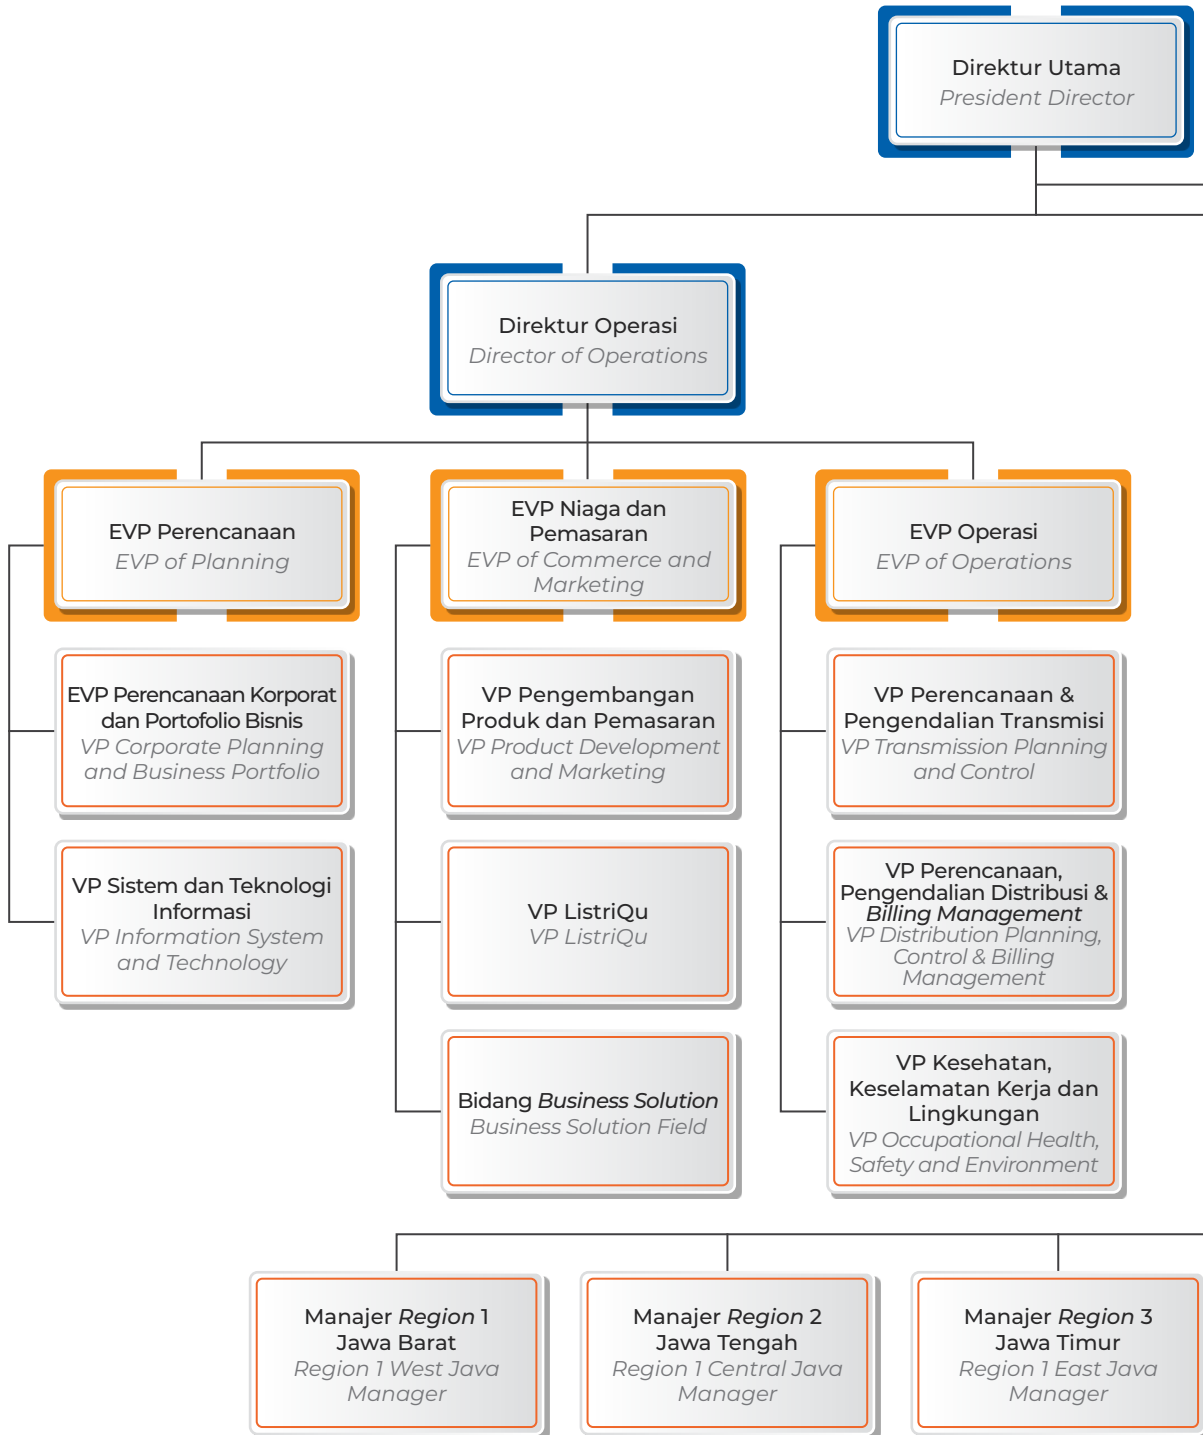 Direktur Utama
President Director
Direktur Operasi
Director of Operations
EVP Perencanaan
EVP of Planning
EVP Niaga dan
Pemasaran
EVP of Commerce and
Marketing
EVP Operasi
EVP of Operations
EVP Perencanaan Korporat
dan Portofolio Bisnis
VP Corporate Planning
and Business Portfolio
VP Pengembangan
Produk dan Pemasaran
VP Product Development
and Marketing
VP Perencanaan &
Pengendalian Transmisi
VP Transmission Planning
and Control
VP Sistem dan Teknologi
Informasi
VP Information System
and Technology
VP ListriQu
VP ListriQu
VP Perencanaan,
Pengendalian Distribusi &
Billing Management
VP Distribution Planning,
Control & Billing
Management
Bidang Business Solution
Business Solution Field
VP Kesehatan,
Keselamatan Kerja dan
Lingkungan
VP Occupational Health,
Safety and Environment
Manajer Region 1
Jawa Barat
Region 1 West Java
Manager
Manajer Region 2
Jawa Tengah
Region 1 Central Java
Manager
Manajer Region 3
Jawa Timur
Region 1 East Java
Manager